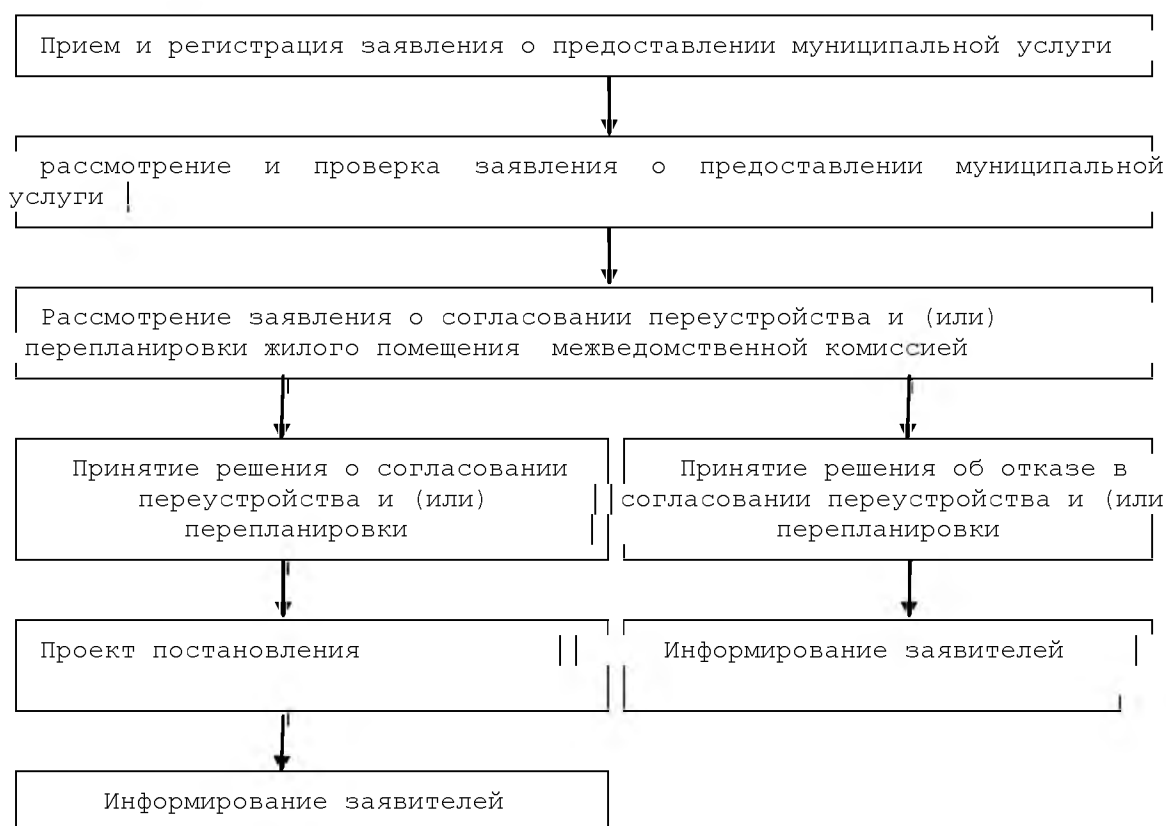 Прием и регистрация заявления о предоставлении муниципальной услуги
рассмотрение и проверка заявления о предоставлении муниципальной
услуги
Рассмотрение заявления о согласовании переустройства и (или)
перепланировки жилого помещения межведомственной комиссией
Принятие решения о согласовании
переустройства и (или)
перепланировки
Принятие решения об отказе в
согласовании переустройства и (или
перепланировки
Проект постановления
Информирование заявителей
Информирование заявителей